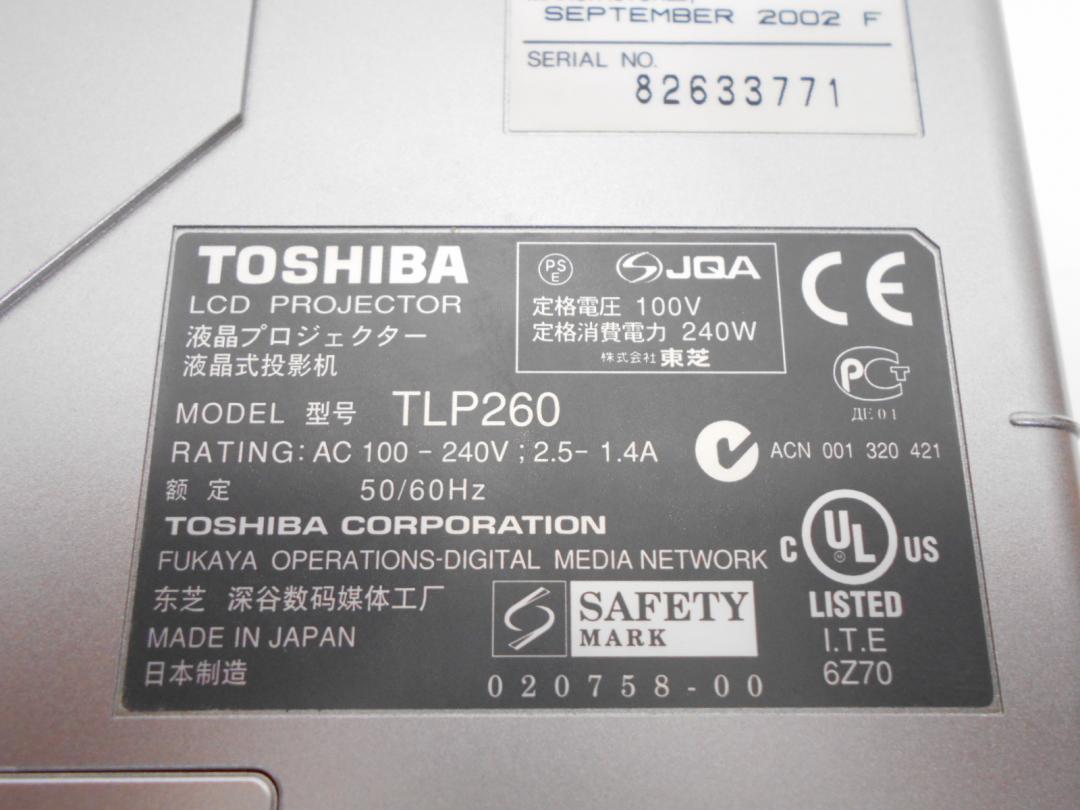 SEPTEMBER 2002 F
SERIAL NO.
82633771
TOSHIBA
LCD PROJECTOR
液晶プロジェクター
液晶式投影机
PS
E
JQA
定格電圧 100V
定格消費電力 240W
株式会社 東芝
CE
PCT
ДЕ 01
MODEL 型号 TLP260
RATING: AC 100 - 240V ; 2.5- 1.4A
额 定 50/60Hz
ACN 001 320 421
TOSHIBA CORPORATION
FUKAYA OPERATIONS-DIGITAL MEDIA NETWORK
东芝 深谷数码媒体工厂
MADE IN JAPAN
日本制造
SAFETY
MARK
020758-00
C UL US
LISTED
I.T.E
6Z70